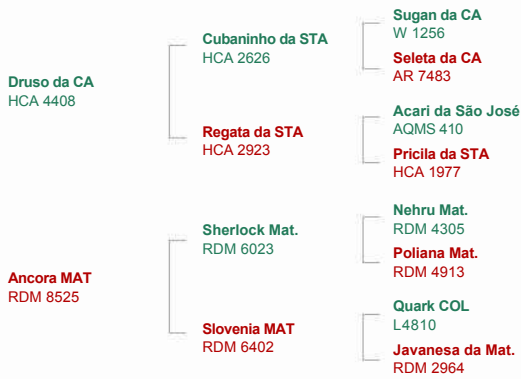 Druso da CA
HCA 4408
Cubaninho da STA
HCA 2626
Sugan da CA
W 1256
Seleta da CA
AR 7483
Regata da STA
HCA 2923
Acari da São José
AQMS 410
Pricila da STA
HCA 1977
Ancora MAT
RDM 8525
Sherlock Mat.
RDM 6023
Nehru Mat.
RDM 4305
Poliana Mat.
RDM 4913
Slovenia MAT
RDM 6402
Quark COL
L4810
Javanesa da Mat.
RDM 2964